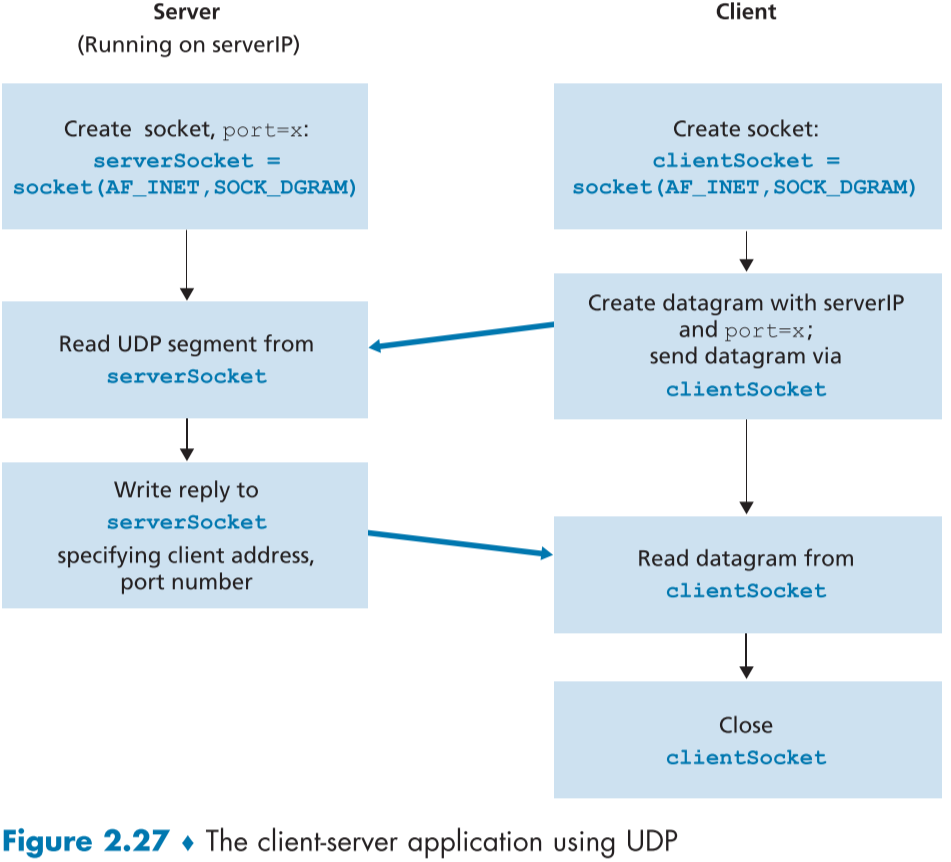 Server
(Running on serverIP)
Create socket, port=x:
serverSocket =
socket(AF_INET,SOCK_DGRAM)
Read UDP segment from
serverSocket
Write reply to
serverSocket
specifying client address,
port number
Client
Create socket:
clientSocket =
socket(AF_INET,SOCK_DGRAM)
Create datagram with serverIP
and port=x;
send datagram via
clientSocket
Read datagram from
clientSocket
Close
clientSocket
Figure 2.27 ♦ The client-server application using UDP